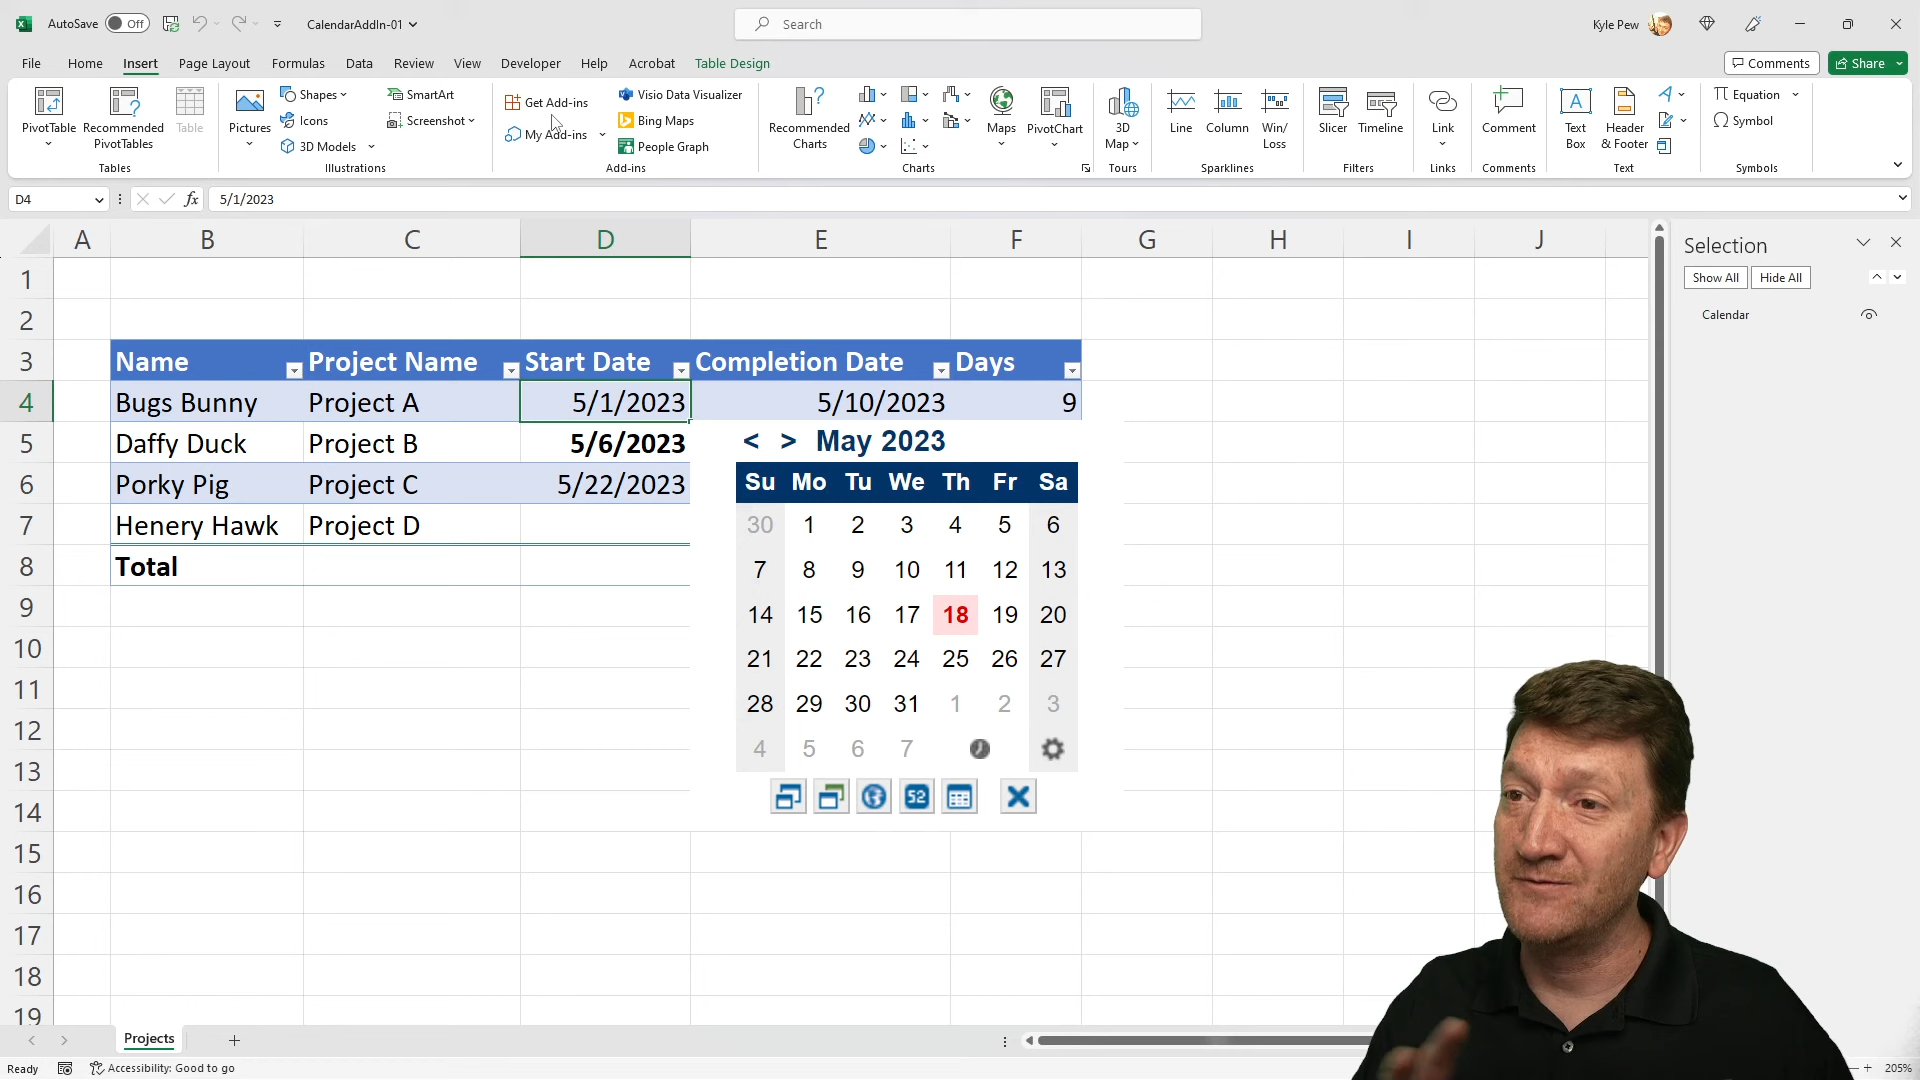 AutoSave Off CalendarAddIn-01 Search Kyle Pew
File Home Insert Page Layout Formulas Data Review View Developer Help Acrobat Table Design Comments Share
PivotTable Recommended PivotTables Table
Tables
Pictures Shapes Icons 3D Models SmartArt Screenshot
Illustrations
Get Add-ins My Add-ins Visio Data Visualizer Bing Maps People Graph
Add-ins
Recommended Charts Maps PivotChart
Charts
3D Map
Tours
Line Column Win/Loss
Sparklines
Slicer Timeline
Filters
Link
Links
Comment
Comments
Text Box Header & Footer
Text
Equation Symbol
Symbols
D4 fx 5/1/2023
A B C D E F G H I J
1
2
3 Name Project Name Start Date Completion Date Days
4 Bugs Bunny Project A 5/1/2023 5/10/2023 9
5 Daffy Duck Project B 5/6/2023
6 Porky Pig Project C 5/22/2023
7 Henery Hawk Project D
8 Total
9
10
11
12
13
14
15
16
17
18
19
< > May 2023
Su Mo Tu We Th Fr Sa
30 1 2 3 4 5 6
7 8 9 10 11 12 13
14 15 16 17 18 19 20
21 22 23 24 25 26 27
28 29 30 31 1 2 3
4 5 6 7
52
Selection
Show All Hide All
Calendar
Projects
Ready Accessibility: Good to go 205%